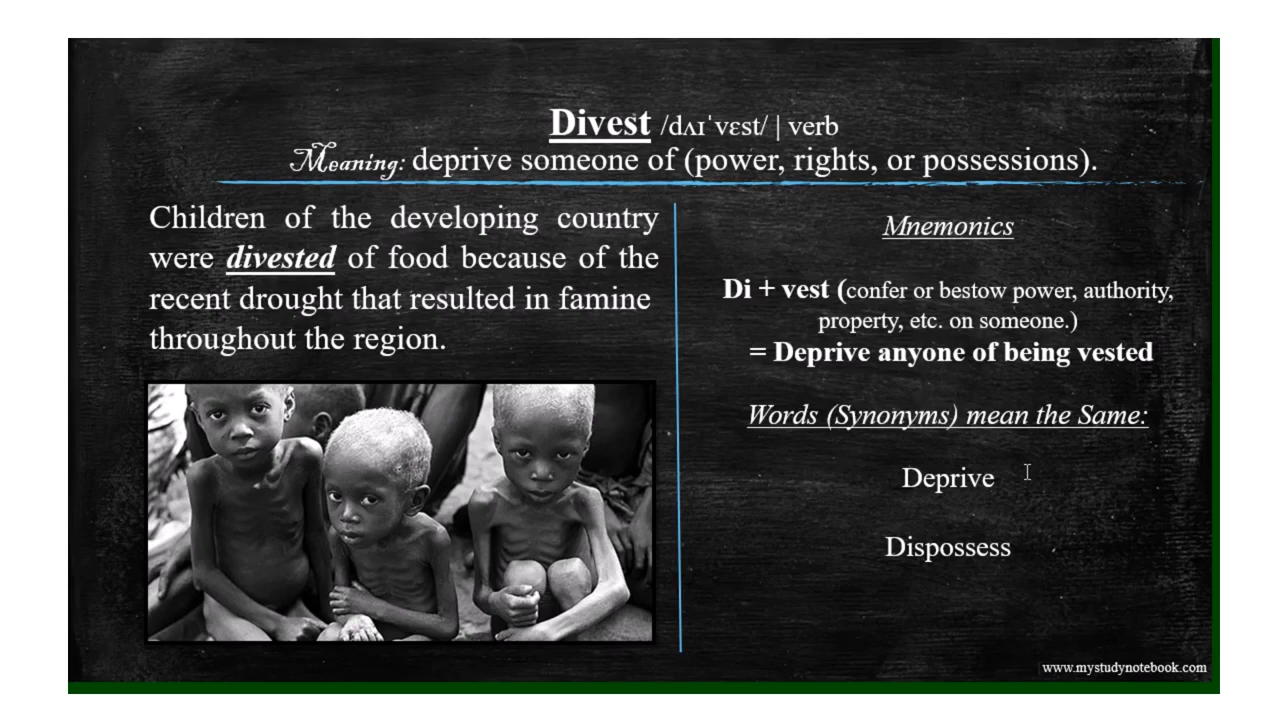 Divest /dʌɪˈvɛst/ | verb
Meaning: deprive someone of (power, rights, or possessions).
Children of the developing country
were divested of food because of the
recent drought that resulted in famine
throughout the region.
Mnemonics
Di + vest (confer or bestow power, authority,
property, etc. on someone.)
= Deprive anyone of being vested
Words (Synonyms) mean the Same:
Deprive
Dispossess
www.mystudynotebook.com